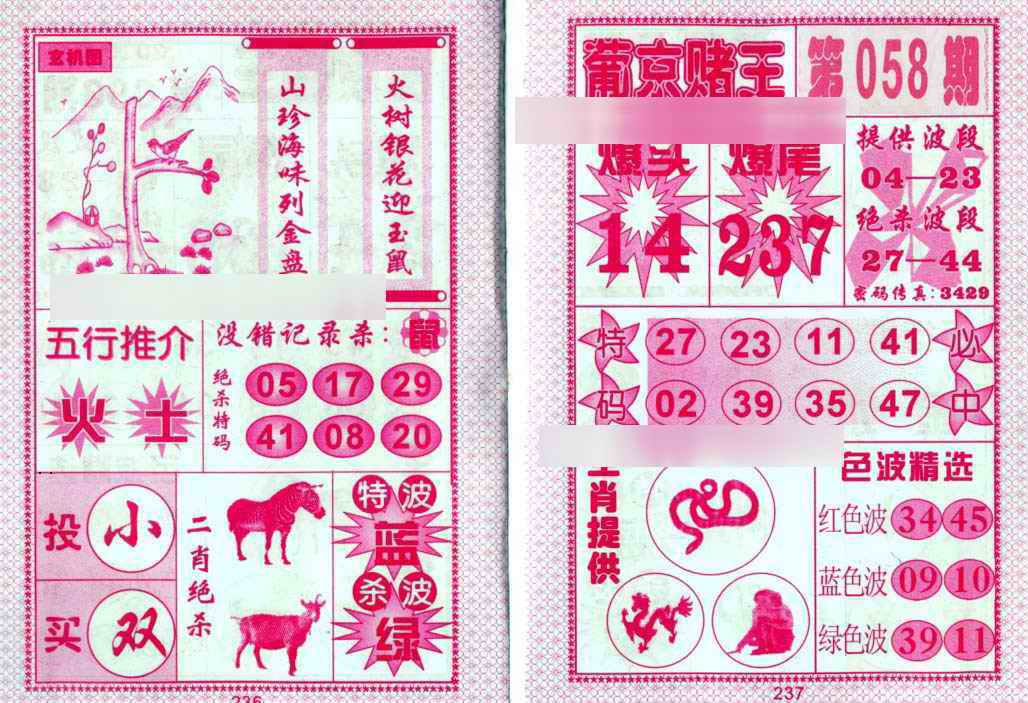 玄机图
火树银花迎玉鼠
山珍海味列金盘
五行推介
火 土
没错记录杀：鼠
绝杀特码
05 17 29
41 08 20
投 小
买 双
二肖绝杀
特波
蓝
杀波
绿
236
葡京赌王 第058期
爆头 爆尾
14 237
提供波段
04—23
绝杀波段
27—44
密码传真：3429
特码 必中
27 23 11 41
02 39 35 47
生肖提供
色波精选
红色波 34 45
蓝色波 09 10
绿色波 39 11
237